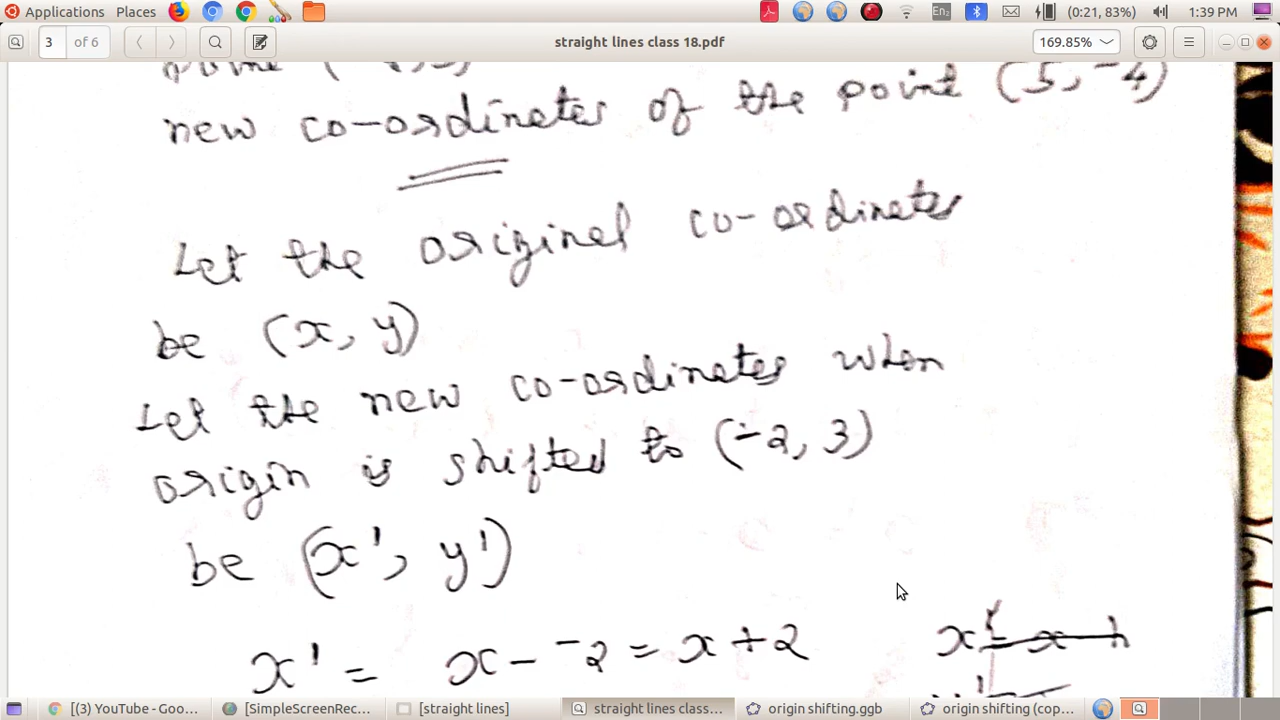 Applications Places En₂ (0:21, 83%) 1:39 PM
3 of 6 straight lines class 18.pdf 169.85%
new co-ordinates of the point (5, -4)
Let the original co-ordinates
be (x, y)
Let the new co-ordinates when
origin is shifted to (-2, 3)
be (x', y')
x' = x - -2 = x + 2
[(3) YouTube - Goo... [SimpleScreenRec... [straight lines] straight lines class... origin shifting.ggb origin shifting (cop...